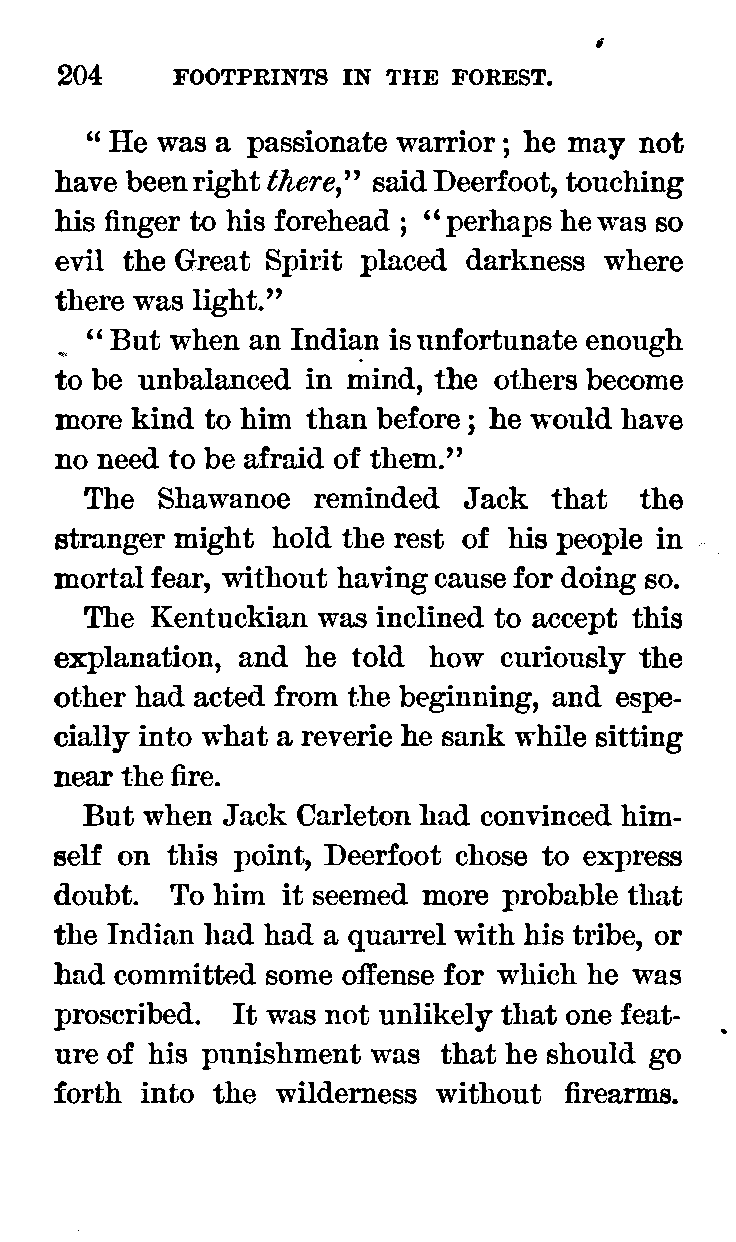 204 FOOTPRINTS IN THE FOREST.
“ He was a passionate warrior ; he may not
have been right there,” said Deerfoot, touching
his finger to his forehead ; “ perhaps he was so
evil the Great Spirit placed darkness where
there was light.”
“ But when an Indian is unfortunate enough
to be unbalanced in mind, the others become
more kind to him than before ; he would have
no need to be afraid of them.”
The Shawanoe reminded Jack that the
stranger might hold the rest of his people in
mortal fear, without having cause for doing so.
The Kentuckian was inclined to accept this
explanation, and he told how curiously the
other had acted from the beginning, and espe-
cially into what a reverie he sank while sitting
near the fire.
But when Jack Carleton had convinced him-
self on this point, Deerfoot chose to express
doubt. To him it seemed more probable that
the Indian had had a quarrel with his tribe, or
had committed some offense for which he was
proscribed. It was not unlikely that one feat-
ure of his punishment was that he should go
forth into the wilderness without firearms.